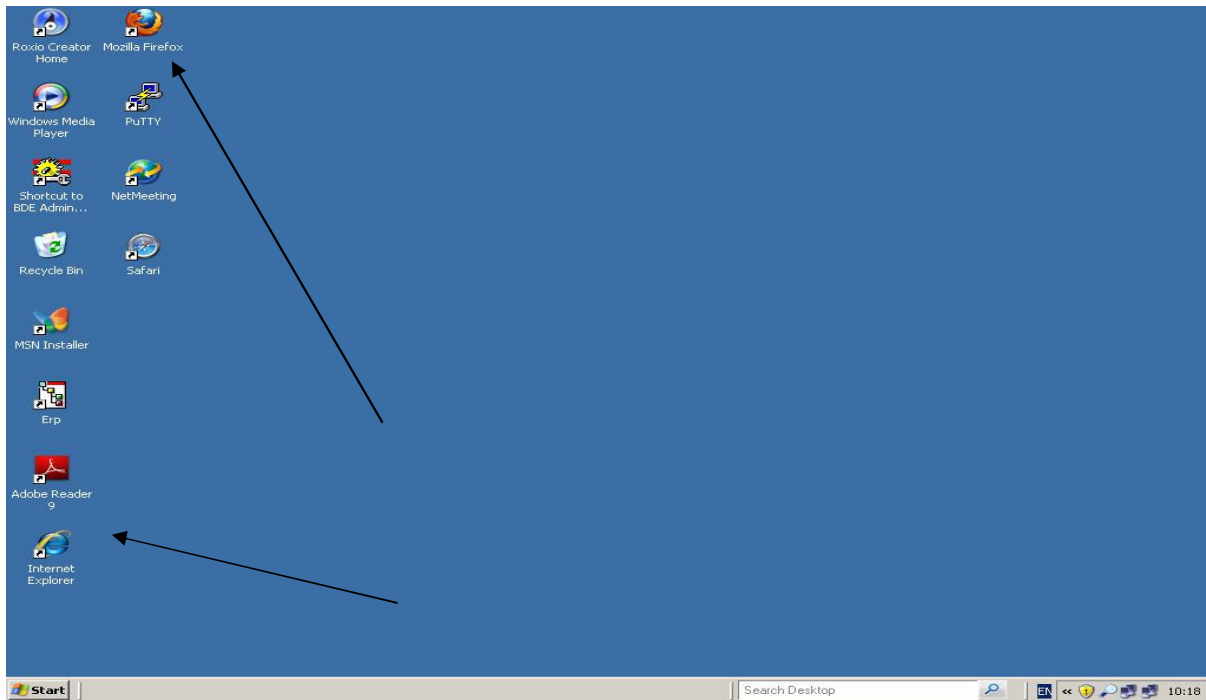 Roxio Creator
Home
Mozilla Firefox
Windows Media
Player
PuTTY
Shortcut to
BDE Admin...
NetMeeting
Recycle Bin
Safari
MSN Installer
Erp
Adobe Reader
9
Internet
Explorer
Start
Search Desktop
EN
«
10:18